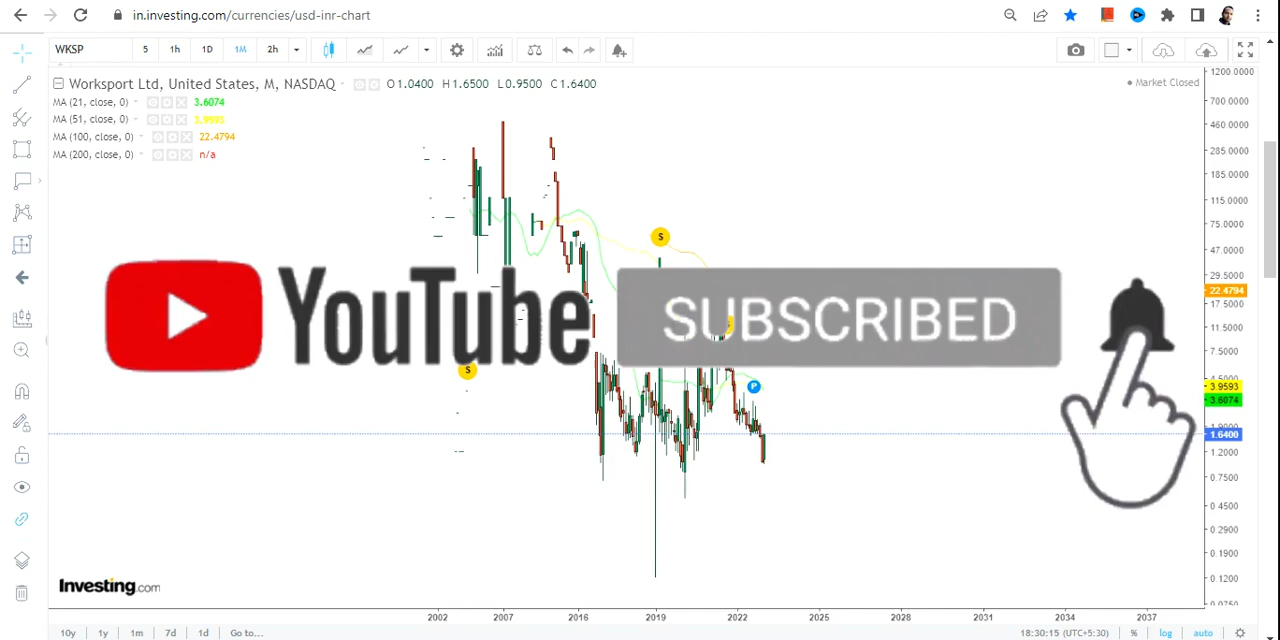 in.investing.com/currencies/usd-inr-chart
WKSP 5 1h 1D 1M 2h
Worksport Ltd, United States, M, NASDAQ O1.0400 H1.6500 L0.9500 C1.6400
Market Closed
MA (21, close, 0) 3.6074
MA (51, close, 0) 3.9593
MA (100, close, 0) 22.4794
MA (200, close, 0) n/a
1200.0000
700.0000
460.0000
285.0000
185.0000
115.0000
75.0000
47.0000
29.5000
22.4794
17.5000
11.5000
7.5000
3.9593
3.6074
1.6400
1.2000
0.7500
0.4500
0.2900
0.1900
0.1200
S
S
S
P
YouTube
SUBSCRIBED
Investing.com
2002 2007 2016 2019 2022 2025 2028 2031 2034 2037
10y 1y 1m 7d 1d Go to... 18:30:15 (UTC+5:30) % log auto